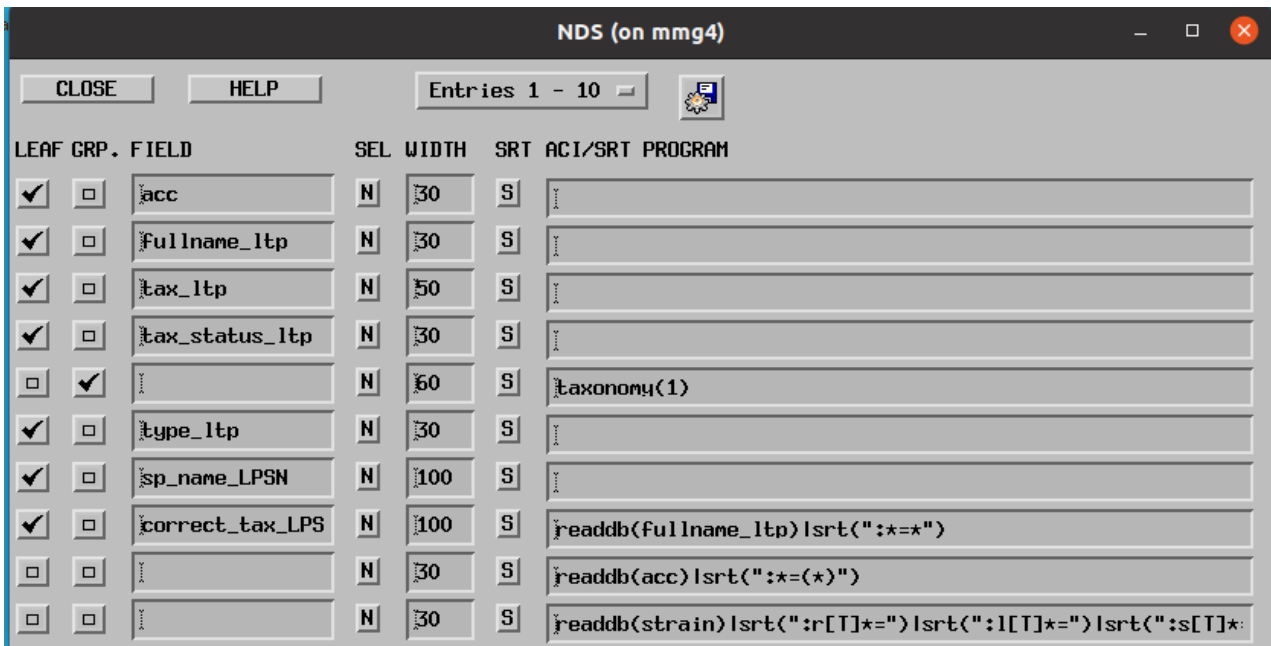 NDS (on mmg4)
CLOSE HELP Entries 1 - 10
LEAF GRP. FIELD SEL WIDTH SRT ACI/SRT PROGRAM
acc N 30 S
fullname_ltp N 30 S
tax_ltp N 50 S
tax_status_ltp N 30 S
N 60 S taxonomy(1)
type_ltp N 30 S
sp_name_LPSN N 100 S
correct_tax_LPS N 100 S readdb(fullname_ltp)|srt(":*=*")
N 30 S readdb(acc)|srt(":*=(*)")
N 30 S readdb(strain)|srt(":r[T]*=")|srt(":l[T]*=")|srt(":s[T]*: